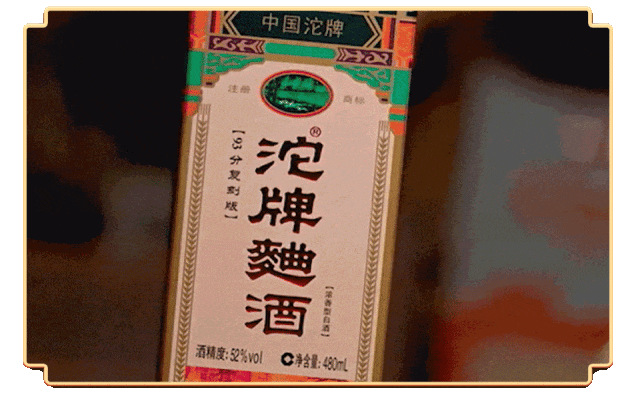 中国沱牌
注册 商标
沱牌麯酒®
【93分复刻版】
【浓香型白酒】
酒精度:52%vol 净含量:480mL